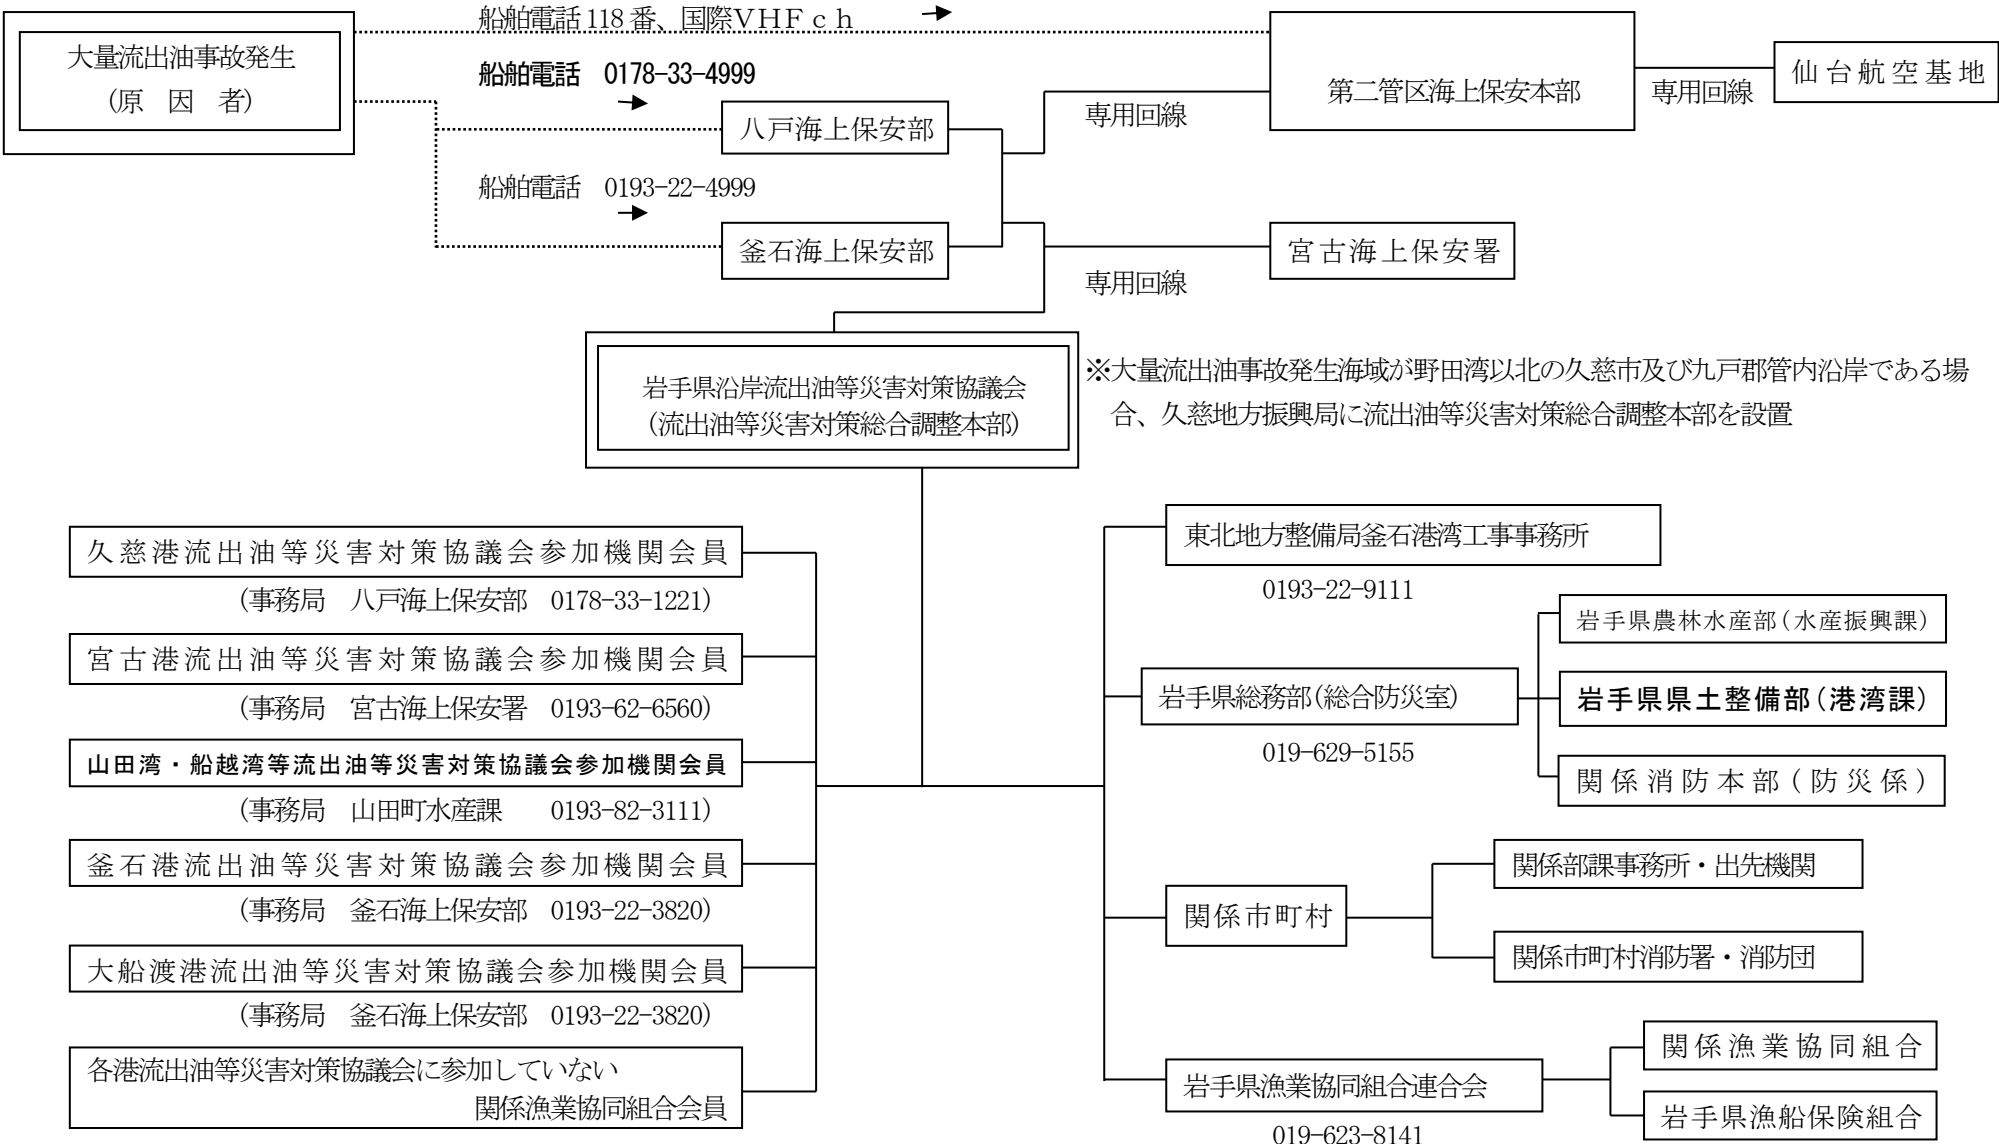 船舶電話 118 番、国際ＶＨＦｃｈ
大量流出油事故発生
(原　因　者)
船舶電話　0178-33-4999
八戸海上保安部
専用回線
第二管区海上保安本部
専用回線
仙台航空基地
船舶電話　0193-22-4999
釜石海上保安部
専用回線
宮古海上保安署
岩手県沿岸流出油等災害対策協議会
(流出油等災害対策総合調整本部)
※大量流出油事故発生海域が野田湾以北の久慈市及び九戸郡管内沿岸である場
合、久慈地方振興局に流出油等災害対策総合調整本部を設置
久慈港流出油等災害対策協議会参加機関会員
(事務局　八戸海上保安部　0178-33-1221)
宮古港流出油等災害対策協議会参加機関会員
(事務局　宮古海上保安署　0193-62-6560)
山田湾・船越湾等流出油等災害対策協議会参加機関会員
(事務局　山田町水産課　　0193-82-3111)
釜石港流出油等災害対策協議会参加機関会員
(事務局　釜石海上保安部　0193-22-3820)
大船渡港流出油等災害対策協議会参加機関会員
(事務局　釜石海上保安部　0193-22-3820)
各港流出油等災害対策協議会に参加していない
関係漁業協同組合会員
東北地方整備局釜石港湾工事事務所
0193-22-9111
岩手県総務部(総合防災室)
019-629-5155
岩手県農林水産部(水産振興課)
岩手県県土整備部(港湾課)
関係消防本部(防災係)
関係市町村
関係部課事務所・出先機関
関係市町村消防署・消防団
岩手県漁業協同組合連合会
019-623-8141
関係漁業協同組合
岩手県漁船保険組合